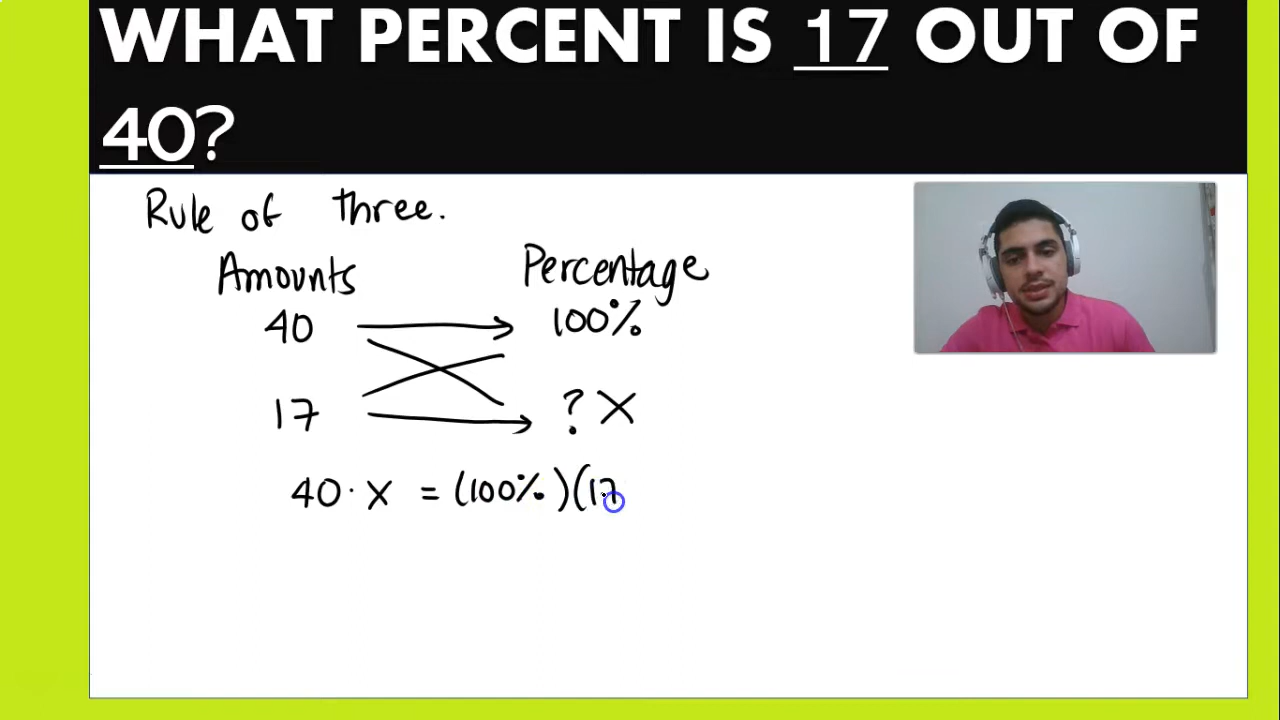 WHAT PERCENT IS 17 OUT OF
40?
Rule of three.
Amounts Percentage
40 100%
17 ? X
40 · X = (100%)(17